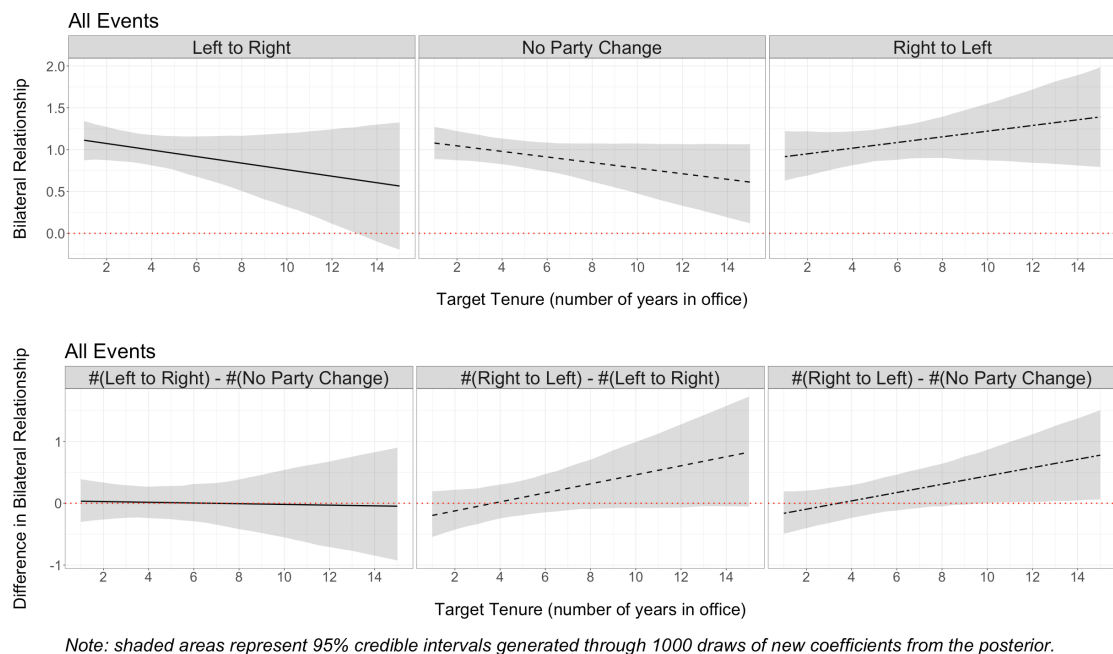 All Events
Left to Right
No Party Change
Right to Left
Bilateral Relationship
2.0
1.5
1.0
0.5
0.0
2 4 6 8 10 12 14
2 4 6 8 10 12 14
2 4 6 8 10 12 14
Target Tenure (number of years in office)
All Events
#(Left to Right) - #(No Party Change)
#(Right to Left) - #(Left to Right)
#(Right to Left) - #(No Party Change)
Difference in Bilateral Relationship
1
0
-1
2 4 6 8 10 12 14
2 4 6 8 10 12 14
2 4 6 8 10 12 14
Target Tenure (number of years in office)
Note: shaded areas represent 95% credible intervals generated through 1000 draws of new coefficients from the posterior.